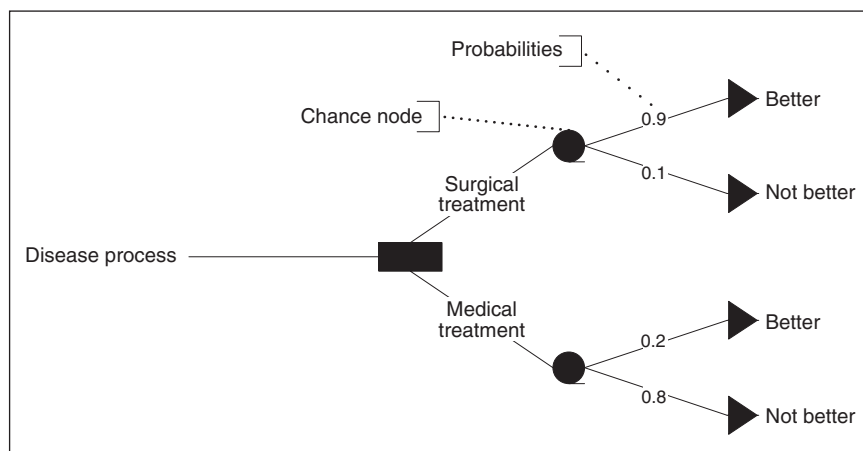 Probabilities
Better
0.9
Chance node
0.1
Surgical
treatment
Not better
Disease process
Medical
treatment
Better
0.2
0.8
Not better